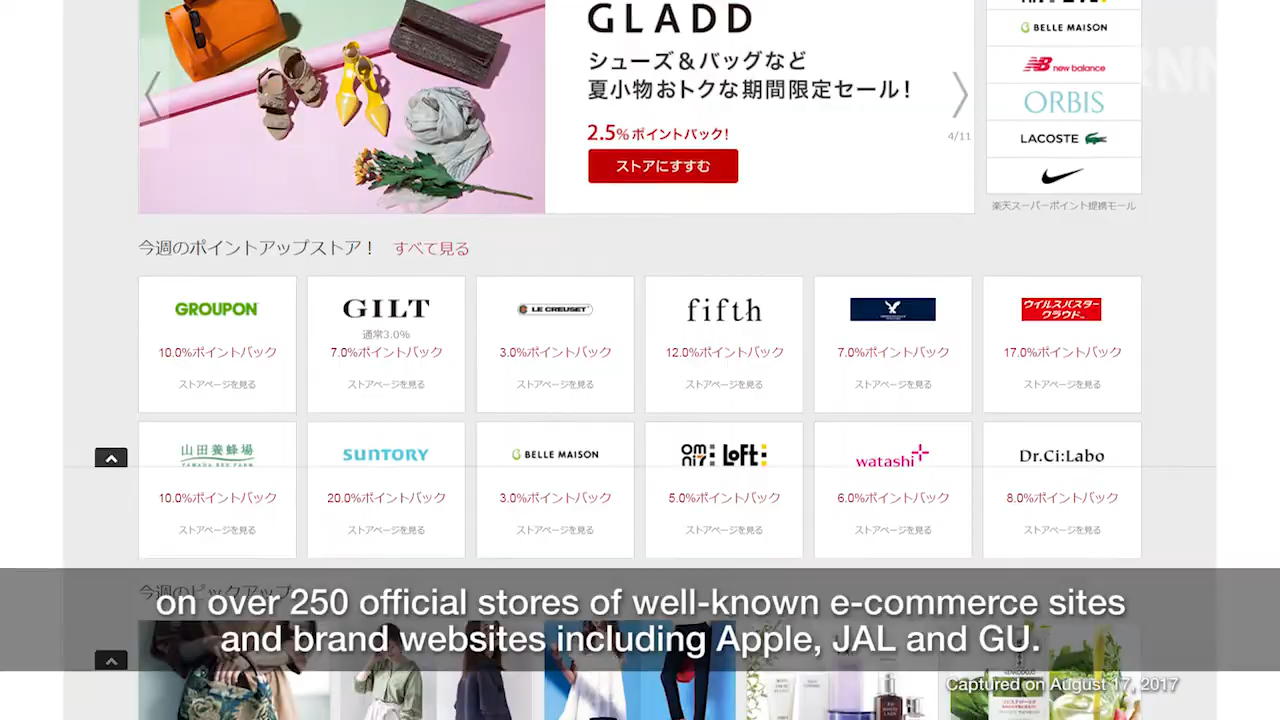 GLADD
シューズ&バッグなど
夏小物おトクな期間限定セール!
2.5%ポイントバック!
ストアにすすむ
4/11
BELLE MAISON
new balance
ORBIS
LACOSTE
楽天スーパーポイント提携モール
今週のポイントアップストア! すべて見る
GROUPON
10.0%ポイントバック
ストアページを見る
GILT
通常3.0%
7.0%ポイントバック
ストアページを見る
LE CREUSET
3.0%ポイントバック
ストアページを見る
fifth
12.0%ポイントバック
ストアページを見る
7.0%ポイントバック
ストアページを見る
ウイルスバスター
クラウド™
17.0%ポイントバック
ストアページを見る
山田養蜂場
YAMADA BEE FARM
10.0%ポイントバック
ストアページを見る
SUNTORY
20.0%ポイントバック
ストアページを見る
BELLE MAISON
3.0%ポイントバック
ストアページを見る
omni7 LOFT
5.0%ポイントバック
ストアページを見る
watashi+
6.0%ポイントバック
ストアページを見る
Dr.Ci:Labo
8.0%ポイントバック
ストアページを見る
今週のピックアップ
on over 250 official stores of well-known e-commerce sites
and brand websites including Apple, JAL and GU.
Captured on August 17, 2017